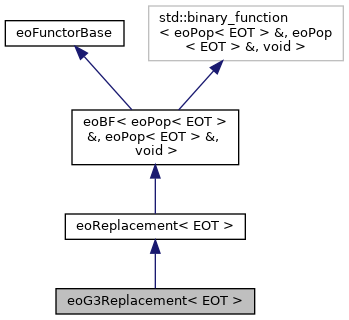 eoFunctorBase
std::binary_function
< eoPop< EOT > &, eoPop
< EOT > &, void >
eoBF< eoPop< EOT >
&, eoPop< EOT > &,
void >
eoReplacement< EOT >
eoG3Replacement< EOT >